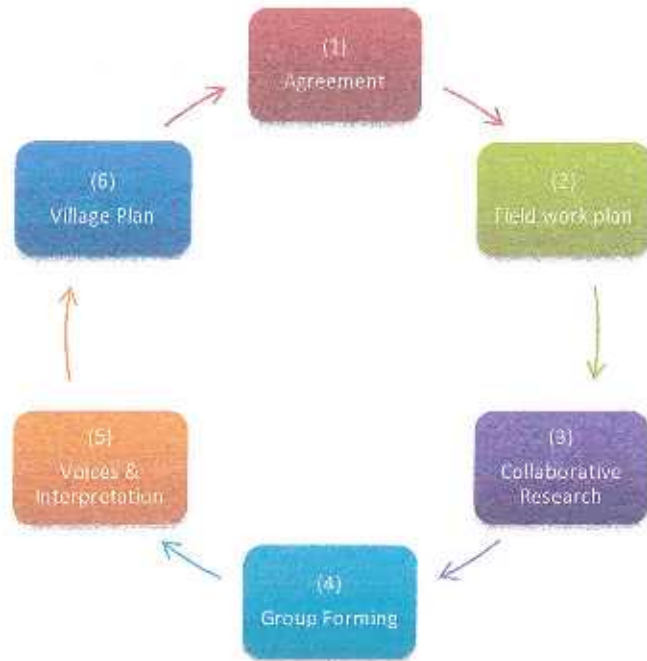 (1)
Agreement
(2)
Field work plan
(3)
Collaborative
Research
(4)
Group Forming
(5)
Voices &
Interpretation
(6)
Village Plan